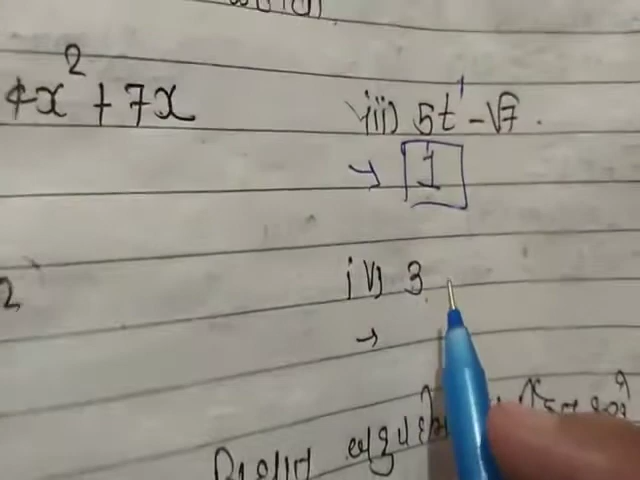 4x² + 7x
iii) 5t¹ - √7 .
→ 1
2
iv) 3
→